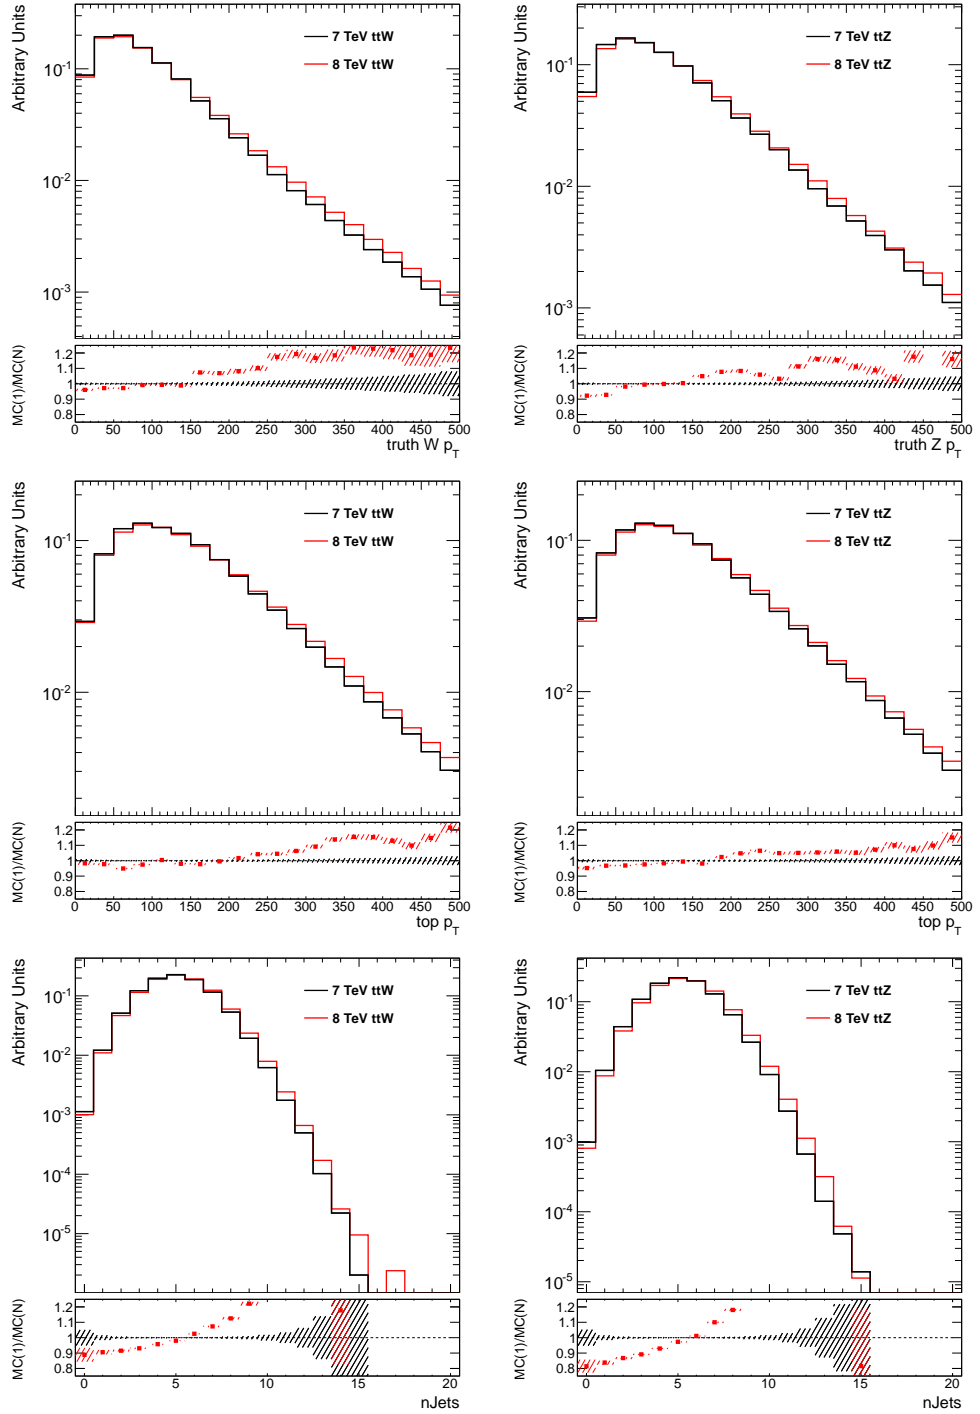 Arbitrary Units
7 TeV ttW
8 TeV ttW
10⁻¹
10⁻²
10⁻³
MC(1)/MC(N)
1.2
1.1
1
0.9
0.8
0 50 100 150 200 250 300 350 400 450 500
truth W p_T
Arbitrary Units
7 TeV ttZ
8 TeV ttZ
10⁻¹
10⁻²
10⁻³
MC(1)/MC(N)
1.2
1.1
1
0.9
0.8
0 50 100 150 200 250 300 350 400 450 500
truth Z p_T
Arbitrary Units
7 TeV ttW
8 TeV ttW
10⁻¹
10⁻²
MC(1)/MC(N)
1.2
1.1
1
0.9
0.8
0 50 100 150 200 250 300 350 400 450 500
top p_T
Arbitrary Units
7 TeV ttZ
8 TeV ttZ
10⁻¹
10⁻²
MC(1)/MC(N)
1.2
1.1
1
0.9
0.8
0 50 100 150 200 250 300 350 400 450 500
top p_T
Arbitrary Units
7 TeV ttW
8 TeV ttW
10⁻¹
10⁻²
10⁻³
10⁻⁴
10⁻⁵
MC(1)/MC(N)
1.2
1.1
1
0.9
0.8
0 5 10 15 20
nJets
Arbitrary Units
7 TeV ttZ
8 TeV ttZ
10⁻¹
10⁻²
10⁻³
10⁻⁴
10⁻⁵
MC(1)/MC(N)
1.2
1.1
1
0.9
0.8
0 5 10 15 20
nJets